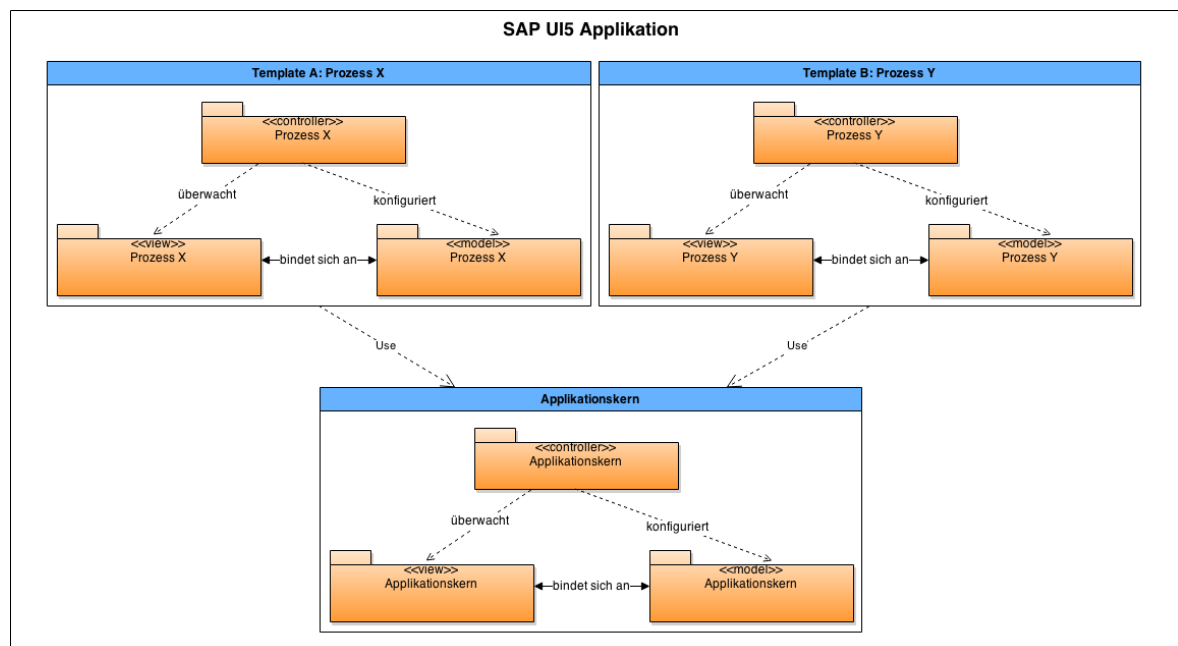 SAP UI5 Applikation
Template A: Prozess X
Template B: Prozess Y
<<controller>>
Prozess X
<<controller>>
Prozess Y
überwacht
konfiguriert
überwacht
konfiguriert
<<view>>
Prozess X
bindet sich an
<<model>>
Prozess X
<<view>>
Prozess Y
bindet sich an
<<model>>
Prozess Y
Use
Use
Applikationskern
<<controller>>
Applikationskern
überwacht
konfiguriert
<<view>>
Applikationskern
bindet sich an
<<model>>
Applikationskern